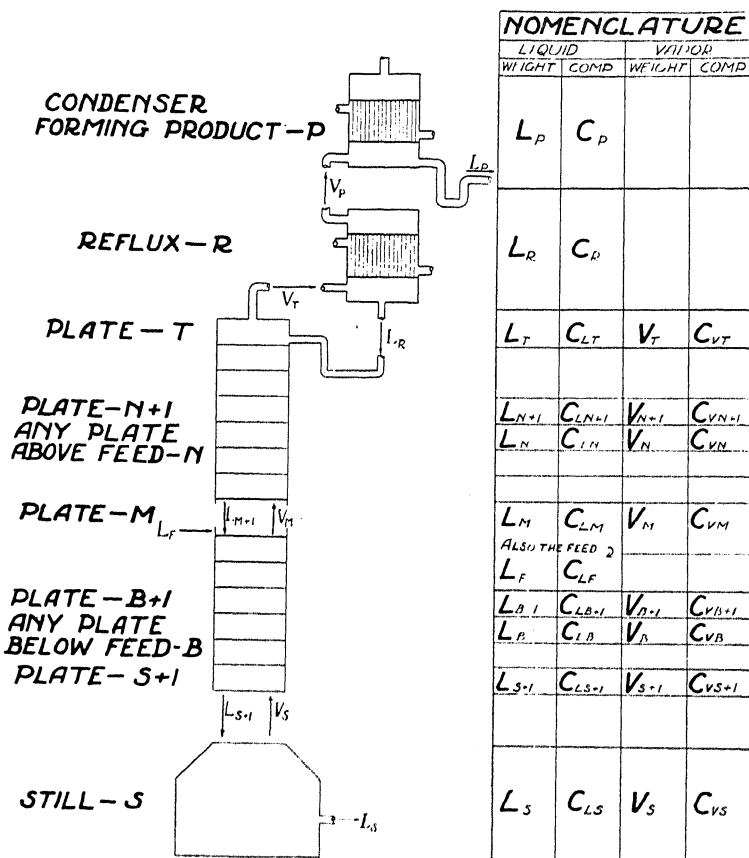 NOMENCLATURE
LIQUID VAPOR
WEIGHT COMP WEIGHT COMP
CONDENSER
FORMING PRODUCT-P
L_P C_P
L_P
V_P
REFLUX-R
L_R C_R
V_T
L_R
PLATE-T
L_T C_LT V_T C_VT
PLATE-N+1
ANY PLATE
ABOVE FEED-N
L_N+1 C_LN+1 V_N+1 C_VN+1
L_N C_LN V_N C_VN
PLATE-M
L_F
L_M+1 V_M
L_M C_LM V_M C_VM
ALSO THE FEED
L_F C_LF
PLATE-B+1
ANY PLATE
BELOW FEED-B
L_B+1 C_LB+1 V_B+1 C_VB+1
L_B C_LB V_B C_VB
PLATE-S+1
L_S+1 C_LS+1 V_S+1 C_VS+1
L_S+1 V_S
STILL-S
L_S
L_S C_LS V_S C_VS